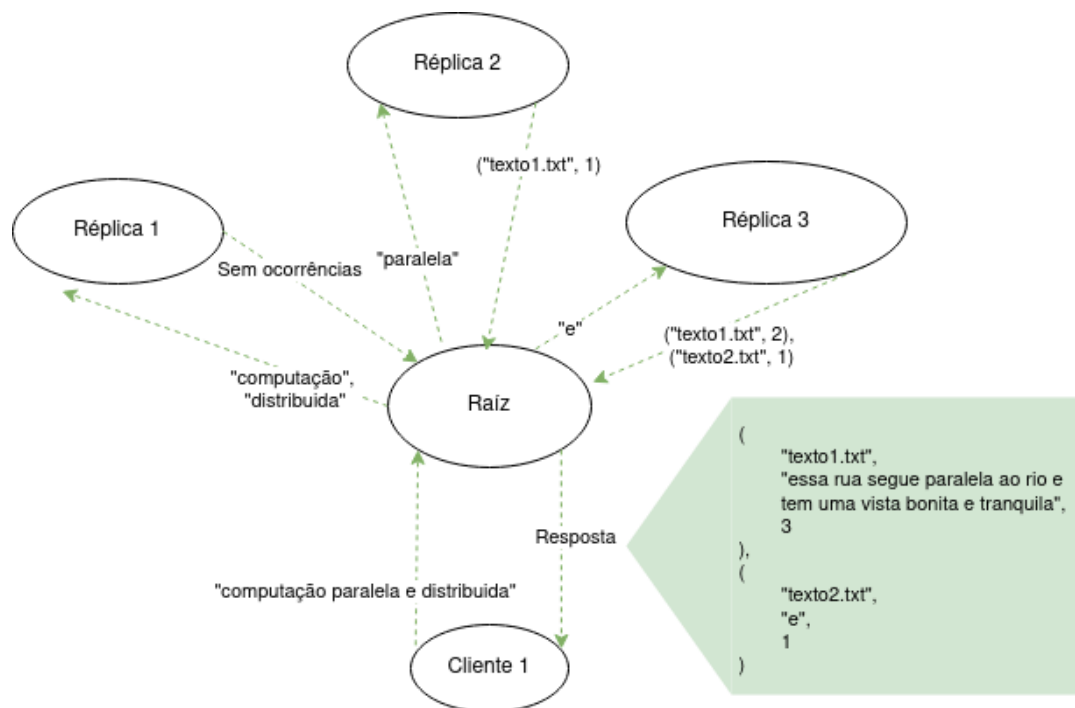 Réplica 2
("texto1.txt", 1)
Réplica 1
Réplica 3
"paralela"
Sem ocorrências
"e"
("texto1.txt", 2),
("texto2.txt", 1)
"computação",
"distribuida"
Raíz
(
"texto1.txt",
"essa rua segue paralela ao rio e
tem uma vista bonita e tranquila",
3
),
(
"texto2.txt",
"e",
1
)
Resposta
"computação paralela e distribuida"
Cliente 1